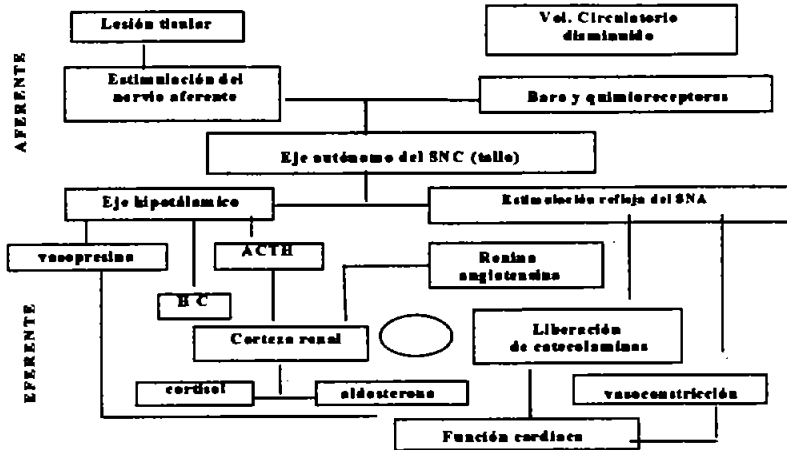 Lesión tisular
Vol. Circulatorio
disminuido
AFERENTE
Estimulación del
nervio aferente
Baro y quimioreceptores
Eje autónomo del SNC (tallo)
Eje hipotálamico
Estimulación refleja del SNA
vasopresina
ACTH
Renina
angiotensina
H C
Corteza renal
Liberación
de catecolaminas
EFERENTE
cortisol
aldosterona
vasoconstricción
Función cardiaca